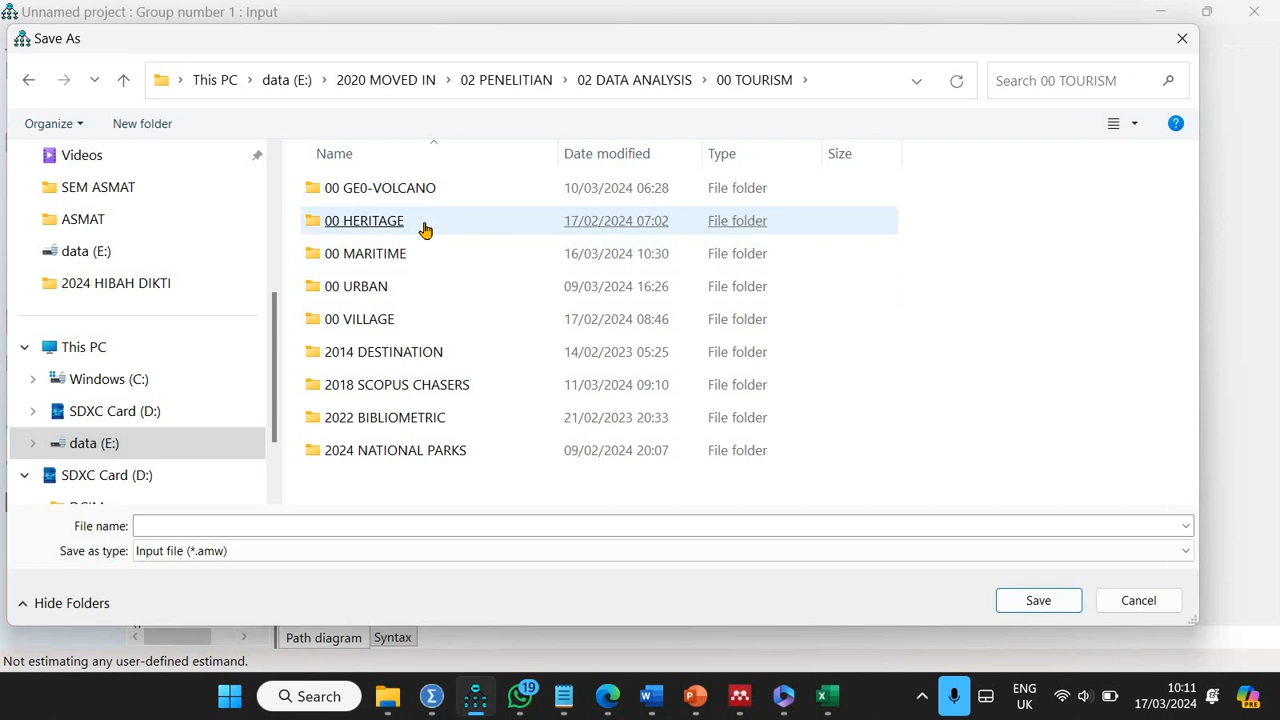 Unnamed project : Group number 1 : Input
Save As
This PC > data (E:) > 2020 MOVED IN > 02 PENELITIAN > 02 DATA ANALYSIS > 00 TOURISM >
Search 00 TOURISM
Organize
New folder
Videos
SEM ASMAT
ASMAT
data (E:)
2024 HIBAH DIKTI
This PC
Windows (C:)
SDXC Card (D:)
data (E:)
SDXC Card (D:)
Name Date modified Type Size
00 GE0-VOLCANO 10/03/2024 06:28 File folder
00 HERITAGE 17/02/2024 07:02 File folder
00 MARITIME 16/03/2024 10:30 File folder
00 URBAN 09/03/2024 16:26 File folder
00 VILLAGE 17/02/2024 08:46 File folder
2014 DESTINATION 14/02/2023 05:25 File folder
2018 SCOPUS CHASERS 11/03/2024 09:10 File folder
2022 BIBLIOMETRIC 21/02/2023 20:33 File folder
2024 NATIONAL PARKS 09/02/2024 20:07 File folder
File name:
Save as type: Input file (*.amw)
Hide Folders
Save
Cancel
Path diagram Syntax
Not estimating any user-defined estimand.
Search
19
ENG
UK
10:11
17/03/2024
PRE